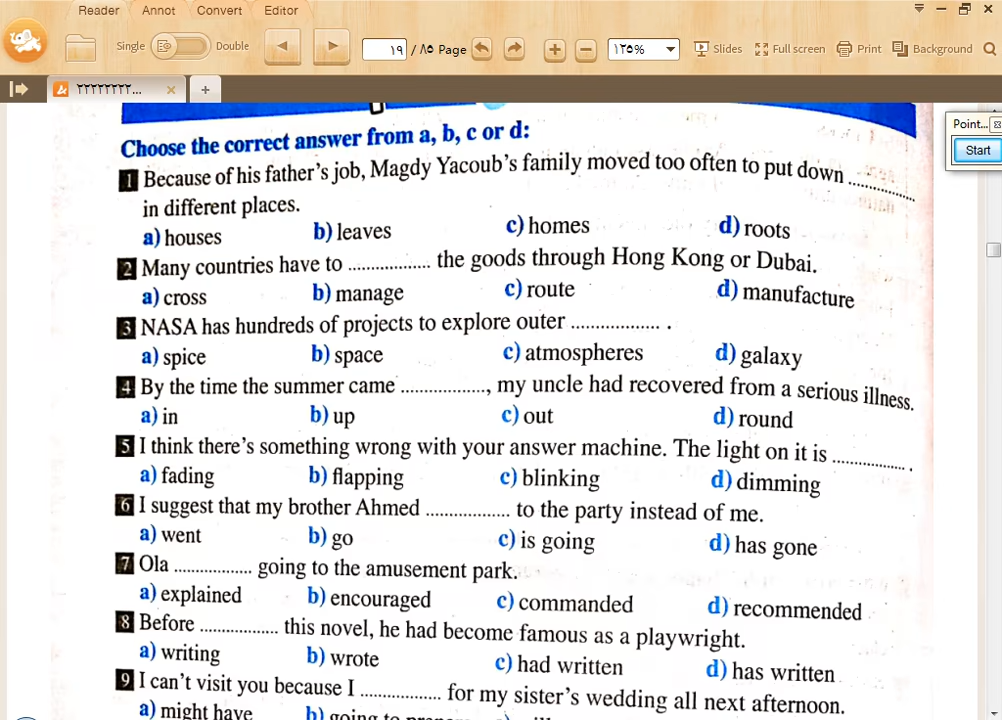 Reader Annot Convert Editor
Single Double ١٩ / ٨٥ Page ١٢٥% Slides Full screen Print Background
٢٢٢٢٢٢٢٢...
Point...
Start
Choose the correct answer from a, b, c or d:
1 Because of his father's job, Magdy Yacoub's family moved too often to put down ..............
in different places.
a) houses b) leaves c) homes d) roots
2 Many countries have to ................. the goods through Hong Kong or Dubai.
a) cross b) manage c) route d) manufacture
3 NASA has hundreds of projects to explore outer .................. .
a) spice b) space c) atmospheres d) galaxy
4 By the time the summer came ................., my uncle had recovered from a serious illness.
a) in b) up c) out d) round
5 I think there's something wrong with your answer machine. The light on it is ............... .
a) fading b) flapping c) blinking d) dimming
6 I suggest that my brother Ahmed ................. to the party instead of me.
a) went b) go c) is going d) has gone
7 Ola ................ going to the amusement park.
a) explained b) encouraged c) commanded d) recommended
8 Before ................ this novel, he had become famous as a playwright.
a) writing b) wrote c) had written d) has written
9 I can't visit you because I ................. for my sister's wedding all next afternoon.
a) might have b) going to